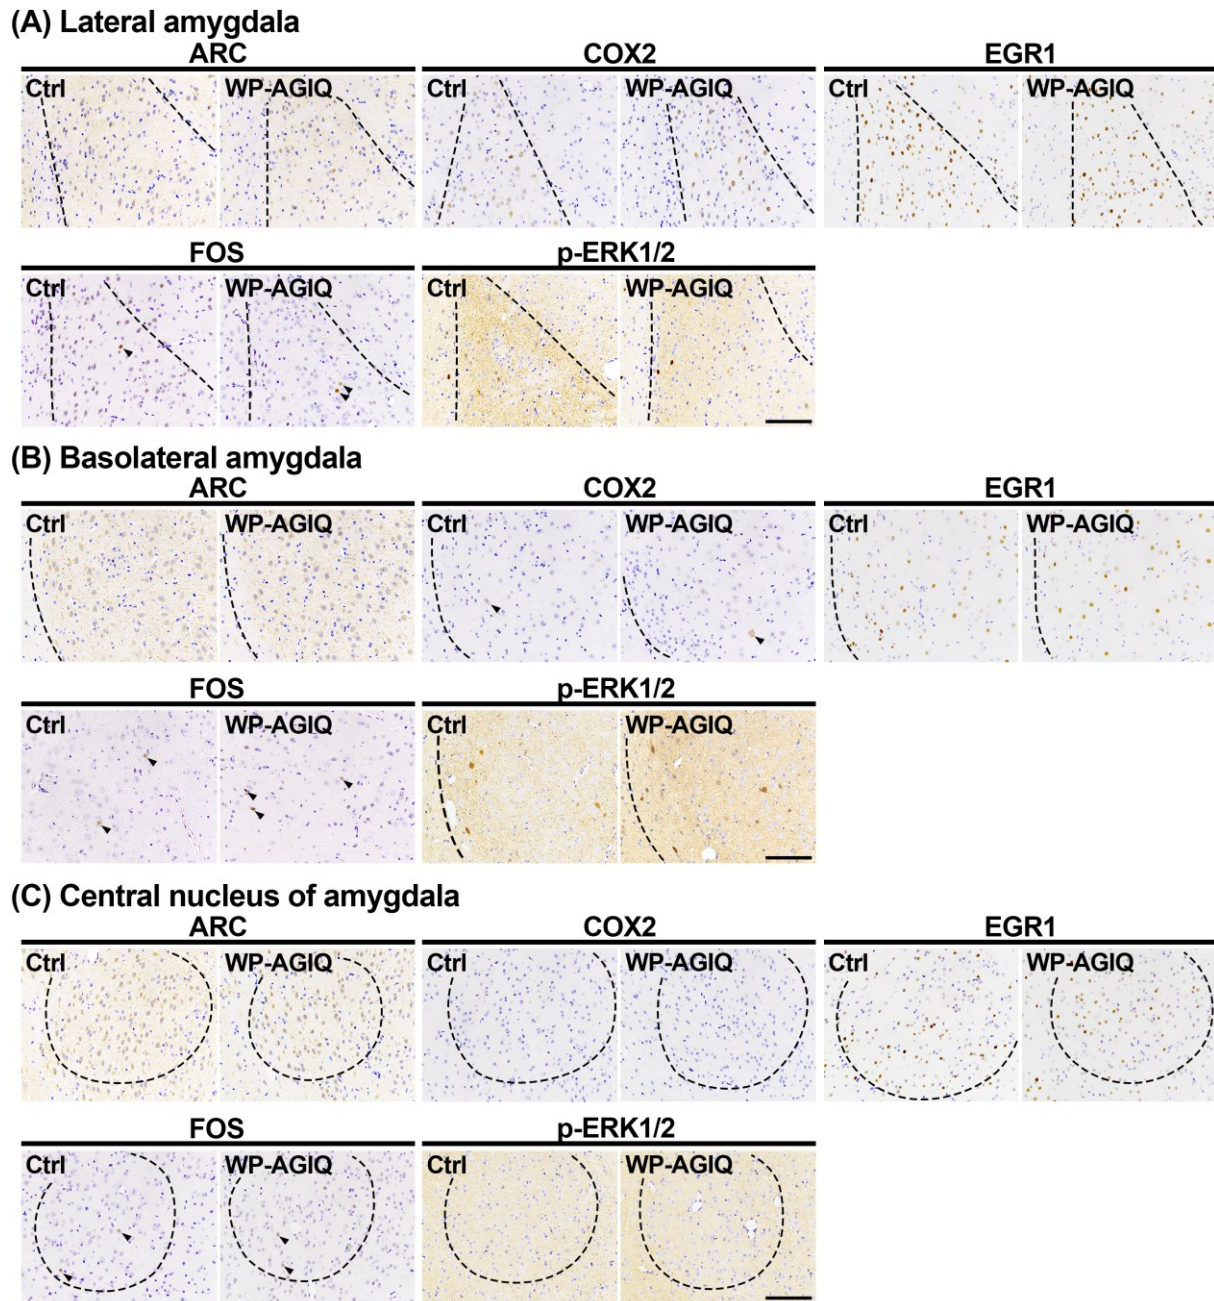 (A) Lateral amygdala
ARC COX2 EGR1
Ctrl WP-AGIQ Ctrl WP-AGIQ Ctrl WP-AGIQ
FOS p-ERK1/2
Ctrl WP-AGIQ Ctrl WP-AGIQ
(B) Basolateral amygdala
ARC COX2 EGR1
Ctrl WP-AGIQ Ctrl WP-AGIQ Ctrl WP-AGIQ
FOS p-ERK1/2
Ctrl WP-AGIQ Ctrl WP-AGIQ
(C) Central nucleus of amygdala
ARC COX2 EGR1
Ctrl WP-AGIQ Ctrl WP-AGIQ Ctrl WP-AGIQ
FOS p-ERK1/2
Ctrl WP-AGIQ Ctrl WP-AGIQ